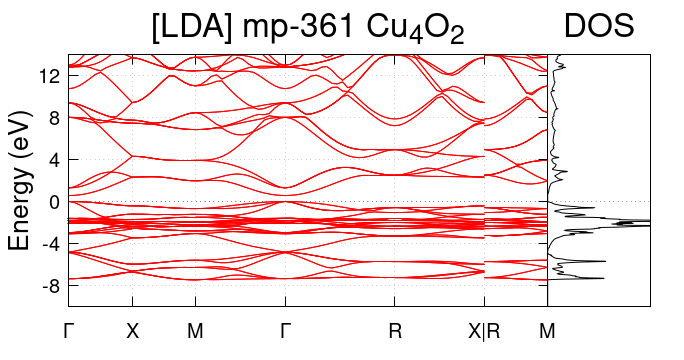 [LDA] mp-361 Cu₄O₂ DOS
Energy (eV)
12
8
4
0
-4
-8
Γ X M Γ R X|R M